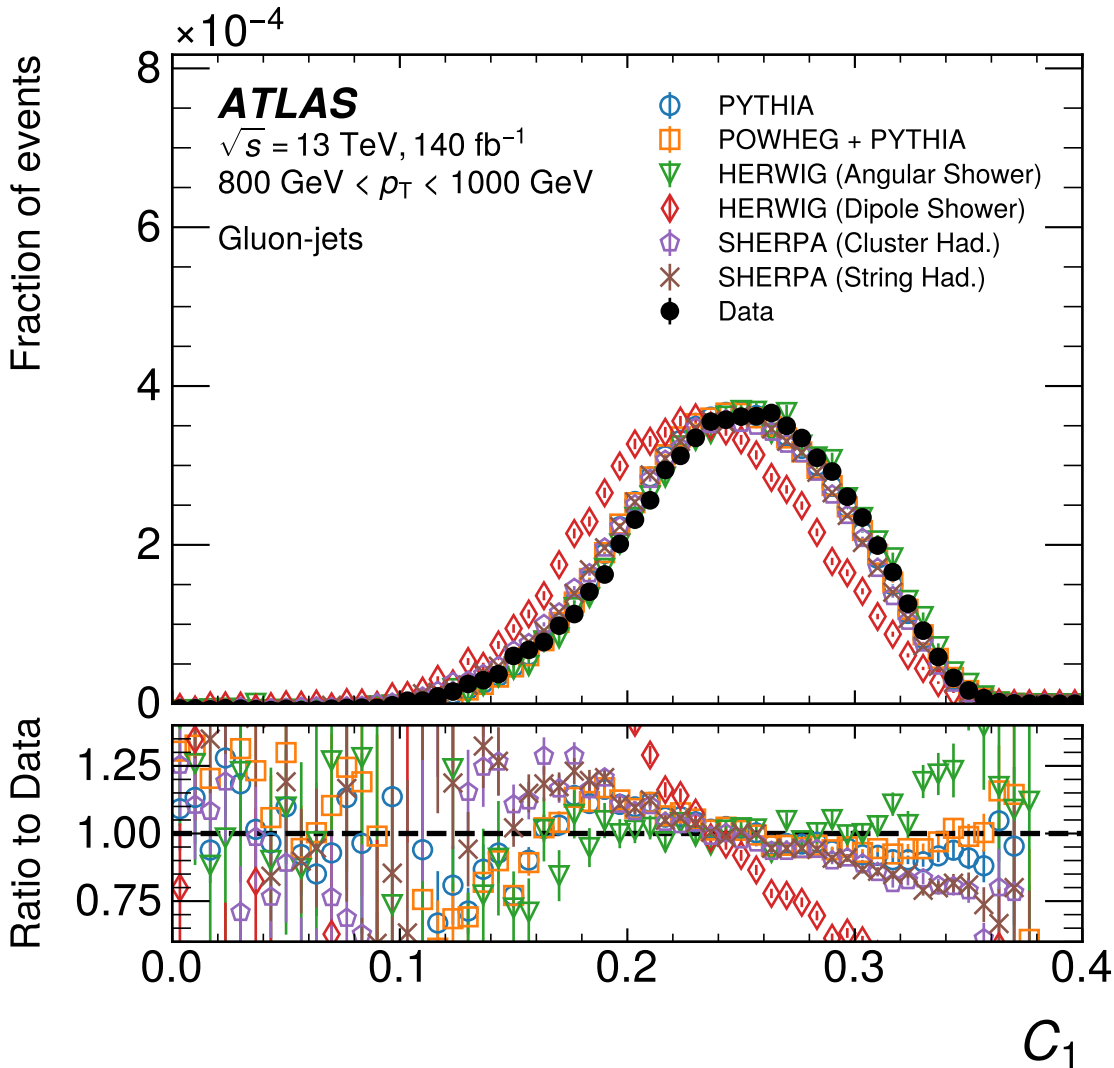 ×10⁻⁴
Fraction of events
8
6
4
2
0
ATLAS
√s = 13 TeV, 140 fb⁻¹
800 GeV < p_T < 1000 GeV
Gluon-jets
PYTHIA
POWHEG + PYTHIA
HERWIG (Angular Shower)
HERWIG (Dipole Shower)
SHERPA (Cluster Had.)
SHERPA (String Had.)
Data
Ratio to Data
1.25
1.00
0.75
0.0 0.1 0.2 0.3 0.4
C₁